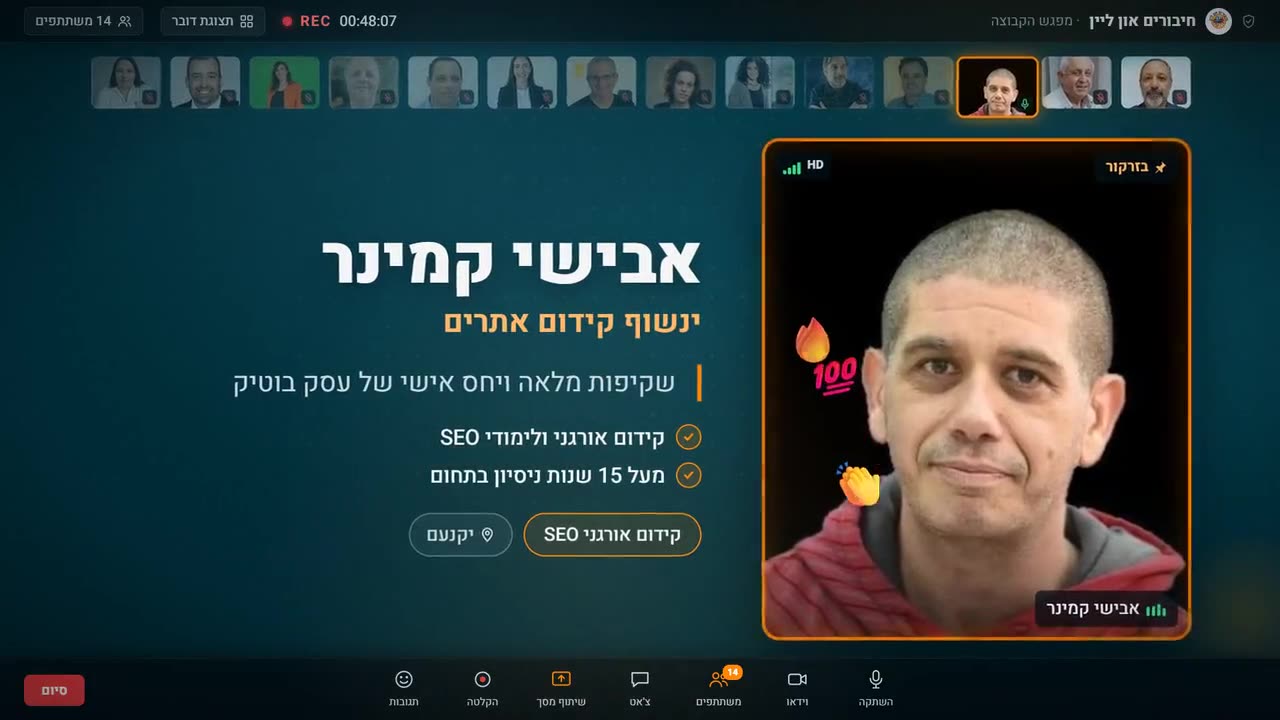 חיבורים און ליין · מפגש הקבוצה
REC 00:48:07
תצוגת דובר
14 משתתפים
בזרקור
HD
אבישי קמינר
ינשוף קידום אתרים
שקיפות מלאה ויחס אישי של עסק בוטיק
קידום אורגני ולימודי SEO
מעל 15 שנות ניסיון בתחום
קידום אורגני SEO
יקנעם
100
אבישי קמינר
השתקה
וידאו
14
משתתפים
צ'אט
שיתוף מסך
הקלטה
תגובות
סיום